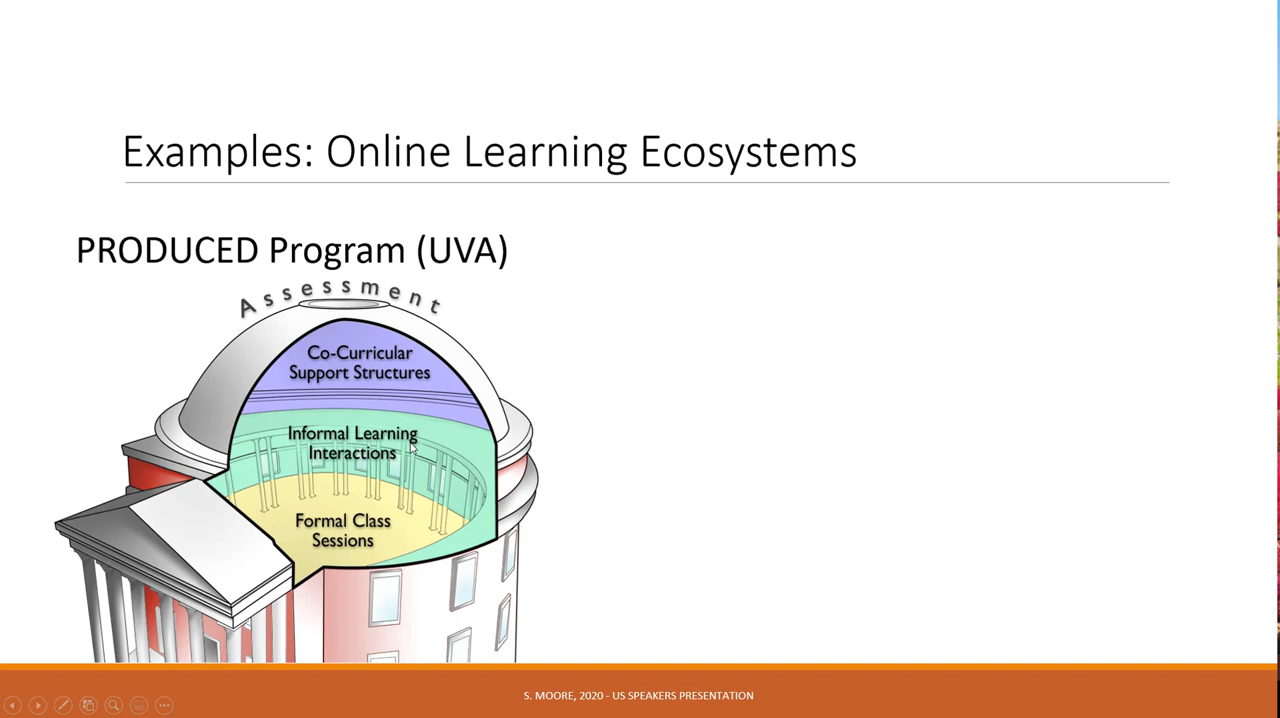 Examples: Online Learning Ecosystems
PRODUCED Program (UVA)
Assessment
Co-Curricular
Support Structures
Informal Learning
Interactions
Formal Class
Sessions
S. MOORE, 2020 - US SPEAKERS PRESENTATION